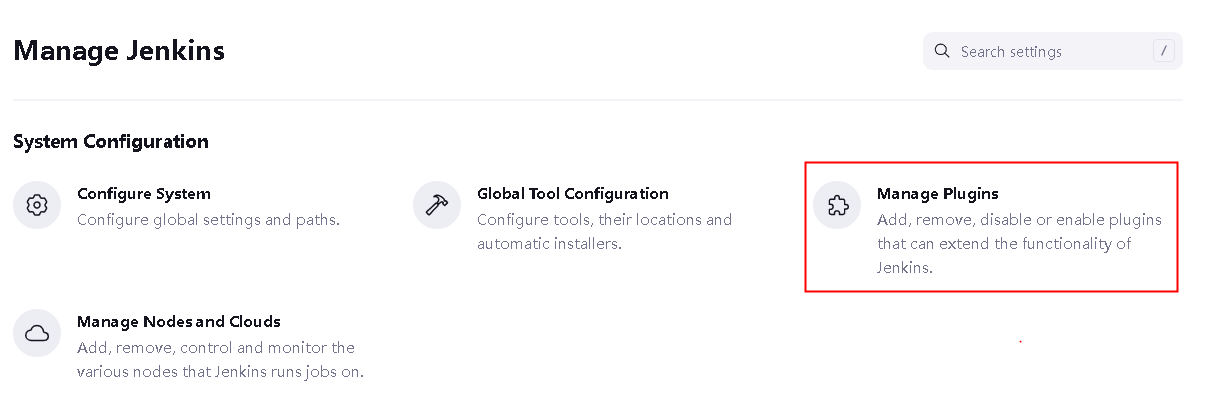 Manage Jenkins
Search settings
/
System Configuration
Configure System
Configure global settings and paths.
Global Tool Configuration
Configure tools, their locations and
automatic installers.
Manage Plugins
Add, remove, disable or enable plugins
that can extend the functionality of
Jenkins.
Manage Nodes and Clouds
Add, remove, control and monitor the
various nodes that Jenkins runs jobs on.